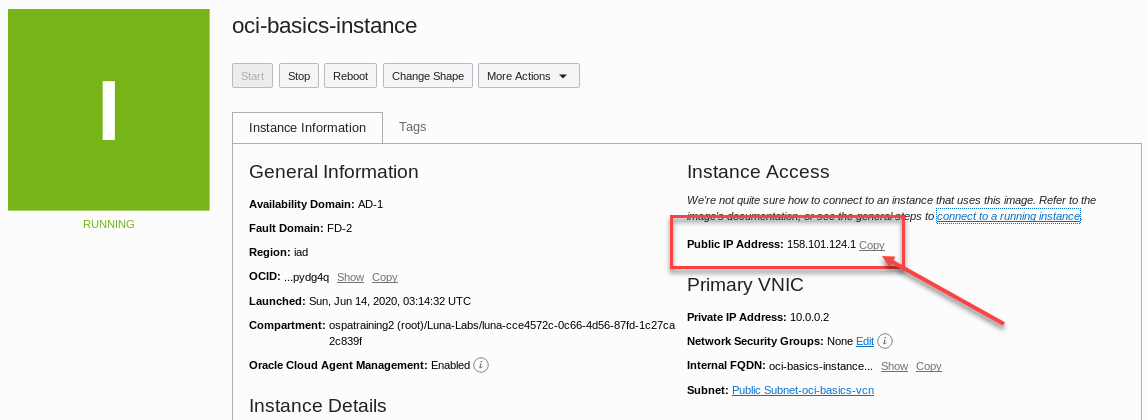 oci-basics-instance
I
RUNNING
Start Stop Reboot Change Shape More Actions
Instance Information Tags
General Information
Availability Domain: AD-1
Fault Domain: FD-2
Region: iad
OCID: ...pydg4q Show Copy
Launched: Sun, Jun 14, 2020, 03:14:32 UTC
Compartment: ospatraining2 (root)/Luna-Labs/luna-cce4572c-0c66-4d56-87fd-1c27ca
2c839f
Oracle Cloud Agent Management: Enabled i
Instance Details
Instance Access
We're not quite sure how to connect to an instance that uses this image. Refer to the
image's documentation, or see the general steps to connect to a running instance.
Public IP Address: 158.101.124.1 Copy
Primary VNIC
Private IP Address: 10.0.0.2
Network Security Groups: None Edit i
Internal FQDN: oci-basics-instance... Show Copy
Subnet: Public Subnet-oci-basics-vcn